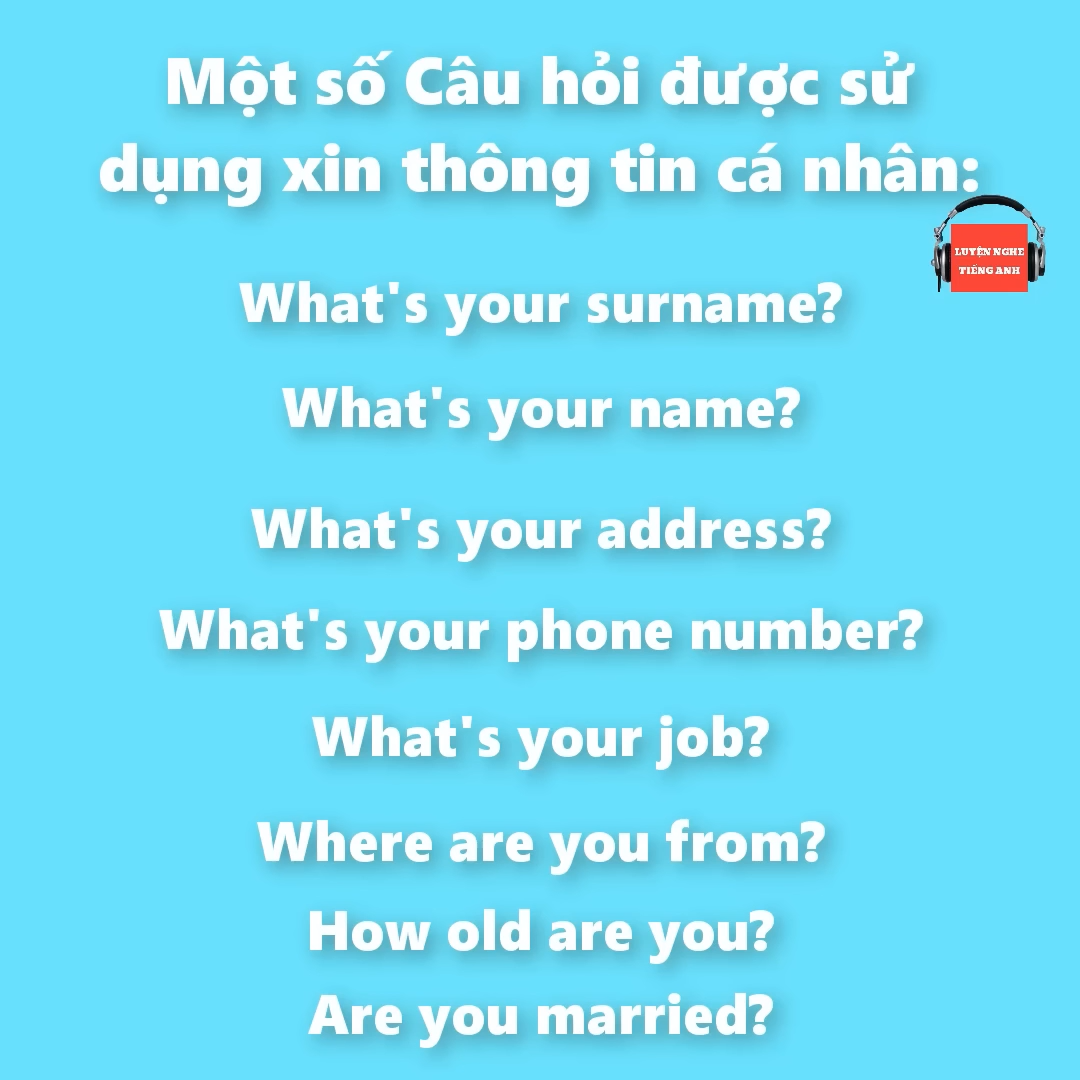 Một số Câu hỏi được sử
dụng xin thông tin cá nhân:
LUYỆN NGHE
TIẾNG ANH
What's your surname?
What's your name?
What's your address?
What's your phone number?
What's your job?
Where are you from?
How old are you?
Are you married?